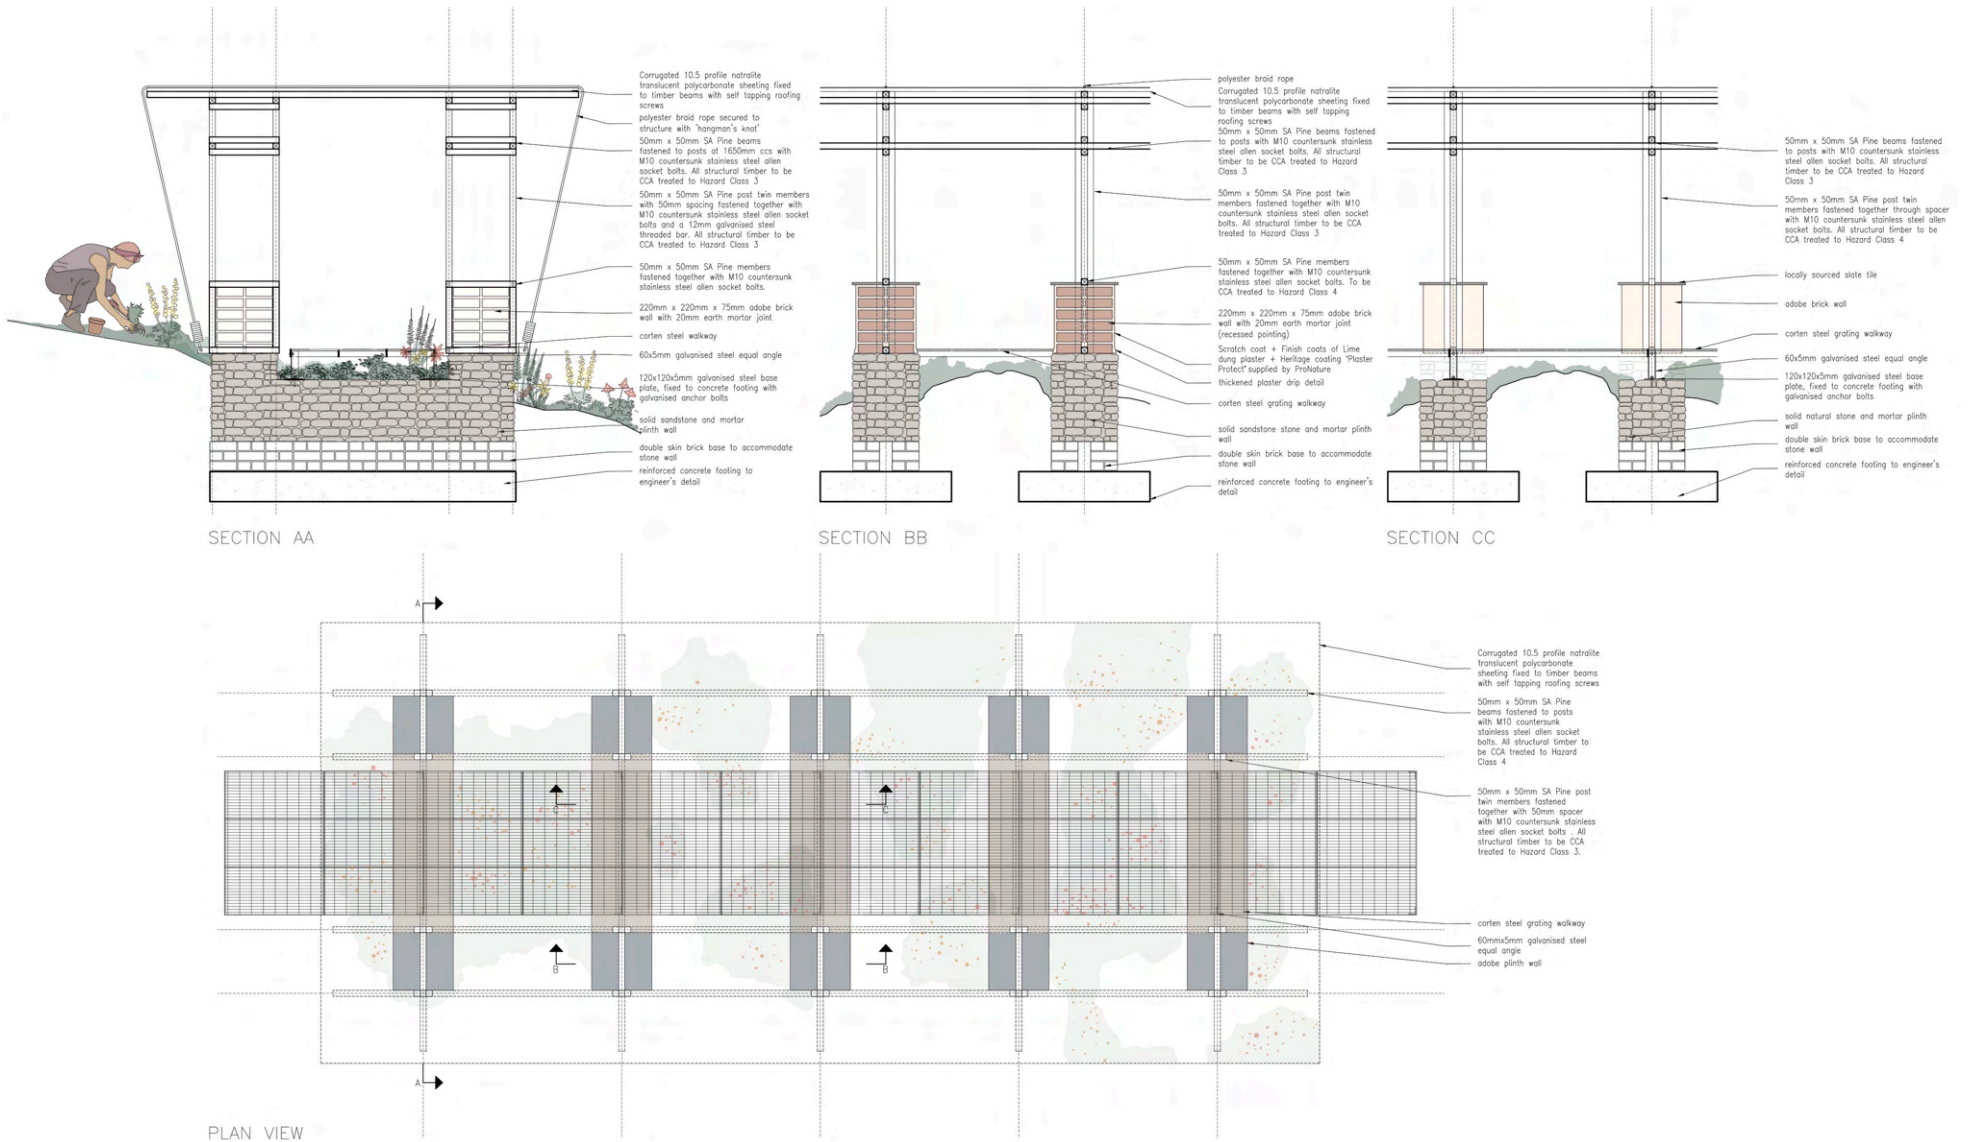 Corrugated 10.5 profile natralite
translucent polycarbonate sheeting fixed
to timber beams with self tapping roofing
screws
polyester braid rope secured to
structure with 'hangman's knot'
50mm x 50mm SA Pine beams
fastened to posts at 1650mm ccs with
M10 countersunk stainless steel allen
socket bolts. All structural timber to be
CCA treated to Hazard Class 3
50mm x 50mm SA Pine post twin members
with 50mm spacing fastened together with
M10 countersunk stainless steel allen socket
bolts and a 12mm galvanised steel
threaded bar. All structural timber to be
CCA treated to Hazard Class 3
50mm x 50mm SA Pine members
fastened together with M10 countersunk
stainless steel allen socket bolts.
220mm x 220mm x 75mm adobe brick
wall with 20mm earth mortar joint
corten steel walkway
60x5mm galvanised steel equal angle
120x120x5mm galvanised steel base
plate, fixed to concrete footing with
galvanised anchor bolts
solid sandstone and mortar
plinth wall
double skin brick base to accommodate
stone wall
reinforced concrete footing to
engineer's detail
SECTION AA
polyester braid rope
Corrugated 10.5 profile natralite
translucent polycarbonate sheeting fixed
to timber beams with self tapping
roofing screws
50mm x 50mm SA Pine beams fastened
to posts with M10 countersunk stainless
steel allen socket bolts. All structural
timber to be CCA treated to Hazard
Class 3
50mm x 50mm SA Pine post twin
members fastened together with M10
countersunk stainless steel allen socket
bolts. All structural timber to be CCA
treated to Hazard Class 3
50mm x 50mm SA Pine members
fastened together with M10 countersunk
stainless steel allen socket bolts. To be
CCA treated to Hazard Class 4
220mm x 220mm x 75mm adobe brick
wall with 20mm earth mortar joint
(recessed pointing)
Scratch coat + Finish coats of Lime
dung plaster + Heritage coating "Plaster
Protect" supplied by ProNature
thickened plaster drip detail
corten steel grating walkway
solid sandstone stone and mortar plinth
wall
double skin brick base to accommodate
stone wall
reinforced concrete footing to engineer's
detail
SECTION BB
50mm x 50mm SA Pine beams fastened
to posts with M10 countersunk stainless
steel allen socket bolts. All structural
timber to be CCA treated to Hazard
Class 3
50mm x 50mm SA Pine post twin
members fastened together through spacer
with M10 countersunk stainless steel allen
socket bolts. All structural timber to be
CCA treated to Hazard Class 4
locally sourced slate tile
adobe brick wall
corten steel grating walkway
60x5mm galvanised steel equal angle
120x120x5mm galvanised steel base
plate, fixed to concrete footing with
galvanised anchor bolts
solid natural stone and mortar plinth
wall
double skin brick base to accommodate
stone wall
reinforced concrete footing to engineer's
detail
SECTION CC
A
Corrugated 10.5 profile natralite
translucent polycarbonate
sheeting fixed to timber beams
with self tapping roofing screws
50mm x 50mm SA Pine
beams fastened to posts
with M10 countersunk
stainless steel allen socket
bolts. All structural timber to
be CCA treated to Hazard
Class 4
50mm x 50mm SA Pine post
twin members fastened
together with 50mm spacer
with M10 countersunk stainless
steel allen socket bolts . All
structural timber to be CCA
treated to Hazard Class 3.
C
C
corten steel grating walkway
60mmx5mm galvanised steel
equal angle
adobe plinth wall
B
B
A
PLAN VIEW